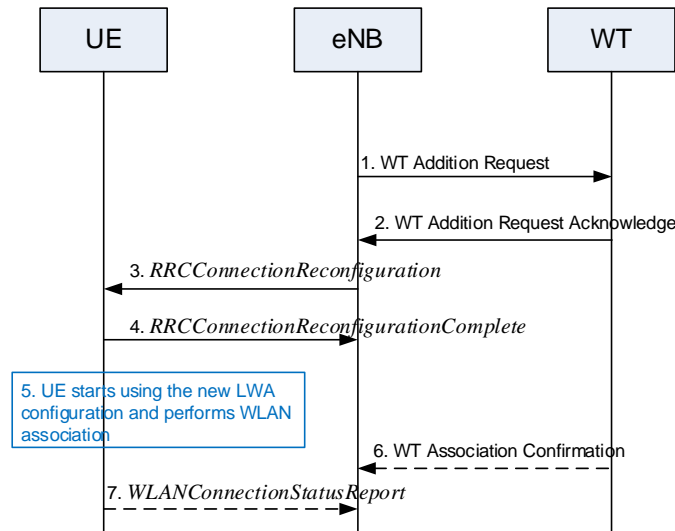 UE
eNB
WT
1. WT Addition Request
2. WT Addition Request Acknowledge
3. RRCConnectionReconfiguration
4. RRCConnectionReconfigurationComplete
5. UE starts using the new LWA
configuration and performs WLAN
association
6. WT Association Confirmation
7. WLANConnectionStatusReport